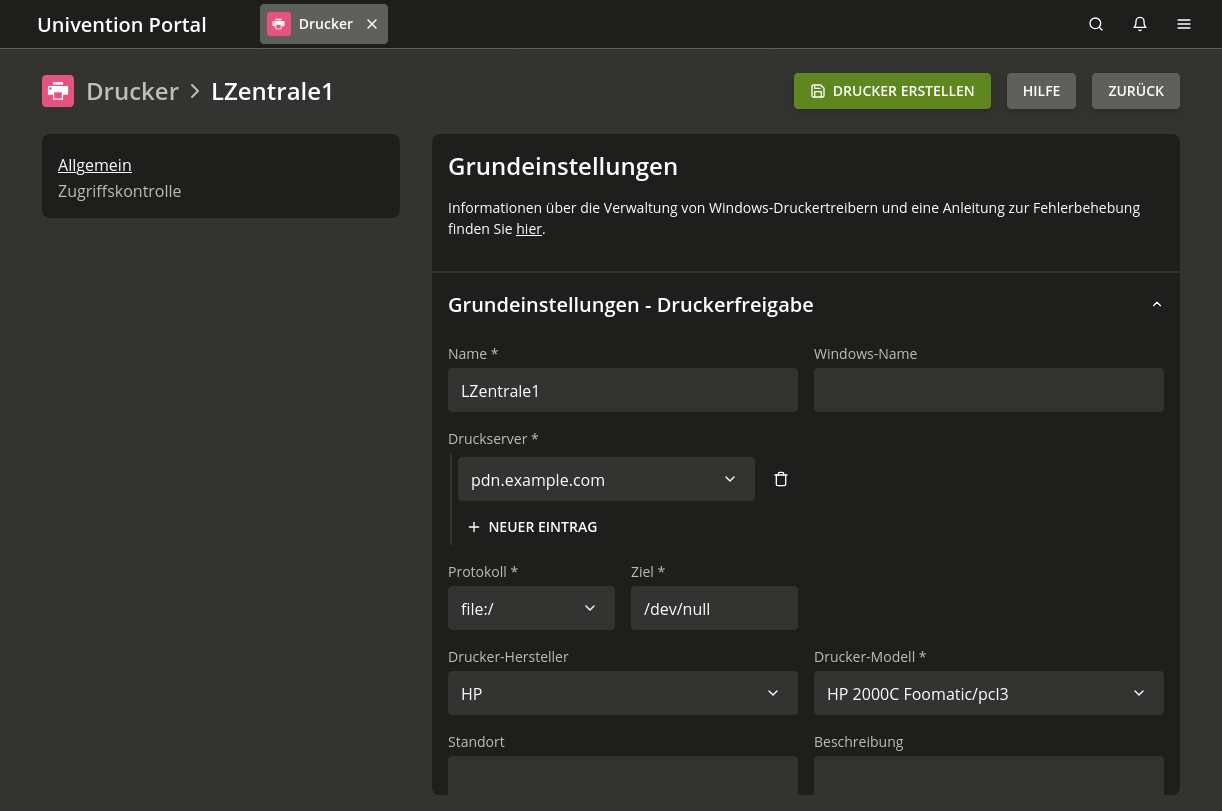 Univention Portal
Drucker
Drucker > LZentrale1
DRUCKER ERSTELLEN
HILFE
ZURÜCK
Allgemein
Zugriffskontrolle
Grundeinstellungen
Informationen über die Verwaltung von Windows-Druckertreibern und eine Anleitung zur Fehlerbehebung
finden Sie hier.
Grundeinstellungen - Druckerfreigabe
Name *
Windows-Name
LZentrale1
Druckserver *
pdn.example.com
NEUER EINTRAG
Protokoll *
Ziel *
file:/
/dev/null
Drucker-Hersteller
Drucker-Modell *
HP
HP 2000C Foomatic/pcl3
Standort
Beschreibung